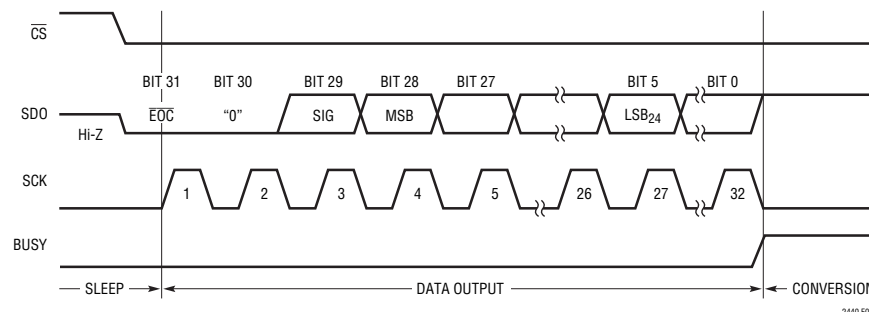 CS
BIT 31 BIT 30 BIT 29 BIT 28 BIT 27 BIT 5 BIT 0
SDO EOC “0” SIG MSB LSB24
Hi-Z
SCK 1 2 3 4 5 26 27 32
BUSY
SLEEP DATA OUTPUT CONVERSION